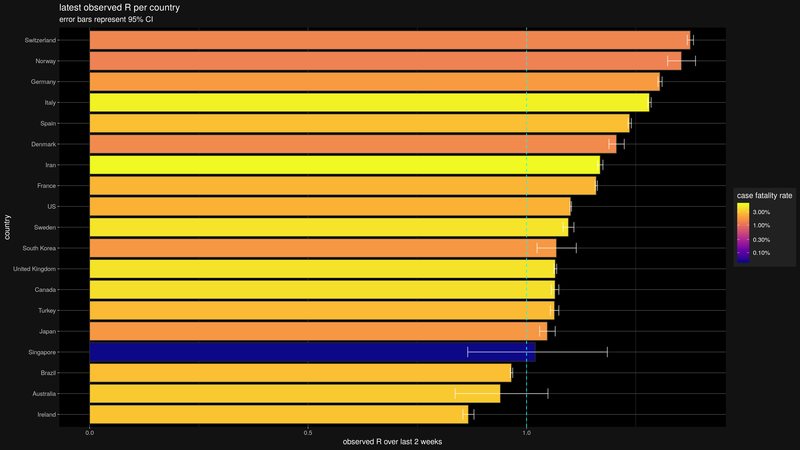 latest observed R per country
error bars represent 95% CI
country
Switzerland
Norway
Germany
Italy
Spain
Denmark
Iran
France
US
Sweden
South Korea
United Kingdom
Canada
Turkey
Japan
Singapore
Brazil
Australia
Ireland
0.0 0.5 1.0
observed R over last 2 weeks
case fatality rate
3.00%
1.00%
0.30%
0.10%